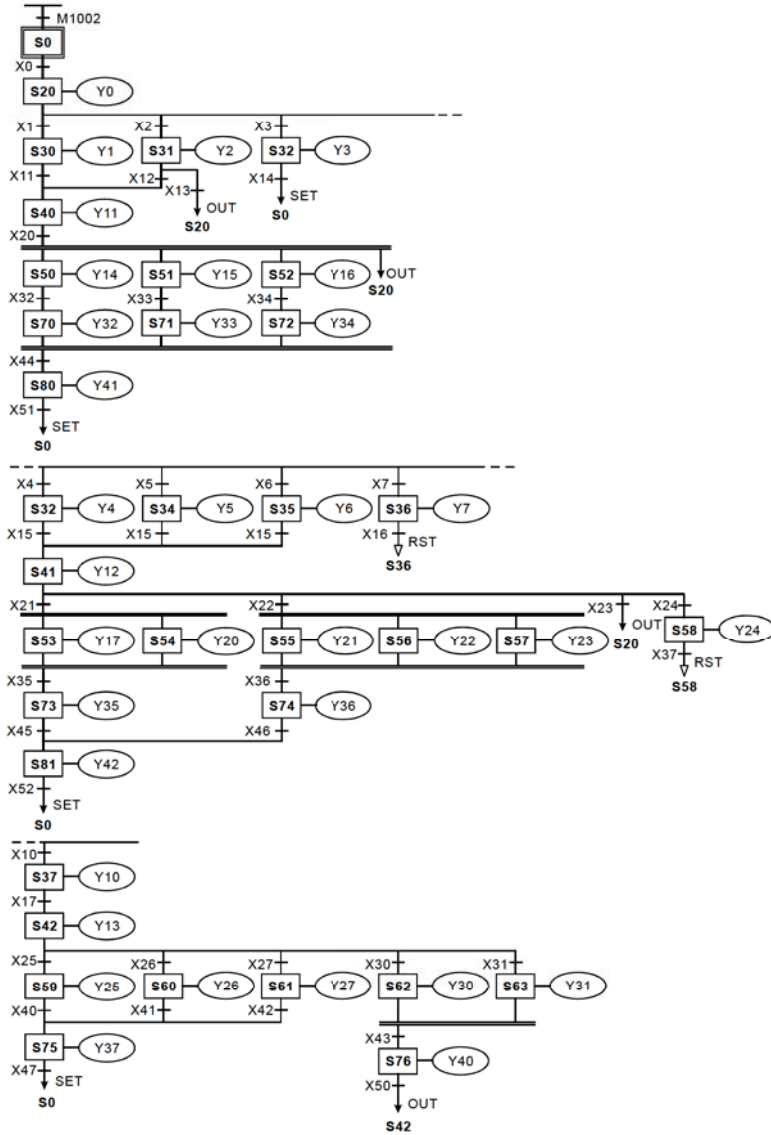 M1002
S0
X0
S20 Y0
X1 X2 X3
S30 Y1 S31 Y2 S32 Y3
X11 X12 X13 X14 SET
OUT S0
S40 Y11 S20
X20
S50 Y14 S51 Y15 S52 Y16 OUT
S20
X32 X33 X34
S70 Y32 S71 Y33 S72 Y34
X44
S80 Y41
X51 SET
S0
X4 X5 X6 X7
S32 Y4 S34 Y5 S35 Y6 S36 Y7
X15 X15 X15 X16 RST
S36
S41 Y12
X21 X22 X23 X24
OUT
S53 Y17 S54 Y20 S55 Y21 S56 Y22 S57 Y23 S20 S58 Y24
X37 RST
S58
X35 X36
S73 Y35 S74 Y36
X45 X46
S81 Y42
X52 SET
S0
X10
S37 Y10
X17
S42 Y13
X25 X26 X27 X30 X31
S59 Y25 S60 Y26 S61 Y27 S62 Y30 S63 Y31
X40 X41 X42
X43
S75 Y37 S76 Y40
X47 SET X50 OUT
S0 S42